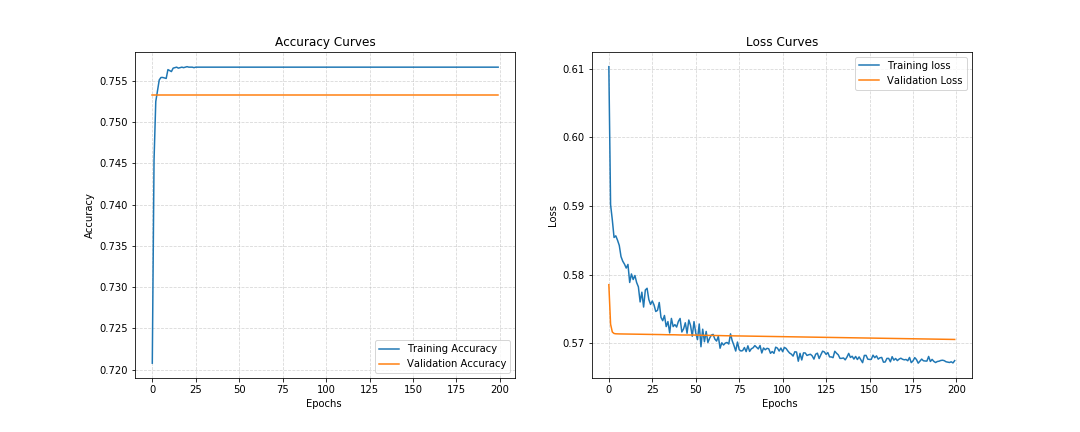 Accuracy Curves
0.755
0.750
0.745
0.740
0.735
0.730
0.725
0.720
Accuracy
Training Accuracy
Validation Accuracy
0 25 50 75 100 125 150 175 200
Epochs
Loss Curves
0.61
0.60
0.59
0.58
0.57
Loss
Training loss
Validation Loss
0 25 50 75 100 125 150 175 200
Epochs